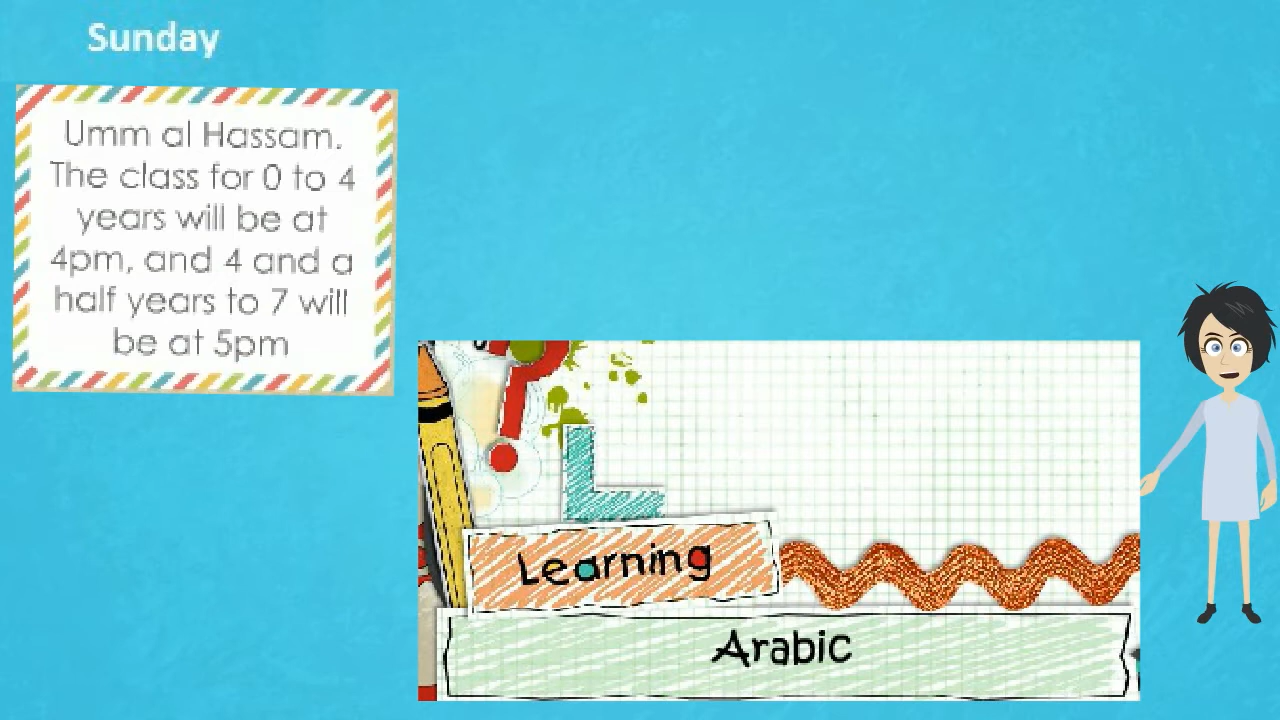 Sunday
Umm al Hassam.
The class for 0 to 4
years will be at
4pm, and 4 and a
half years to 7 will
be at 5pm
L
Learning
Arabic